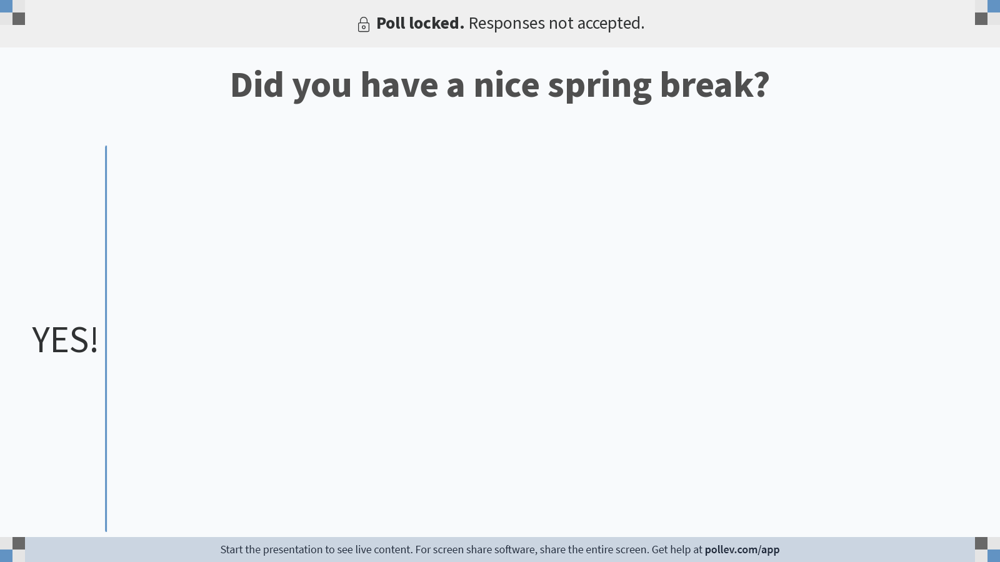 Poll locked. Responses not accepted.
Did you have a nice spring break?
YES!
Start the presentation to see live content. For screen share software, share the entire screen. Get help at pollev.com/app